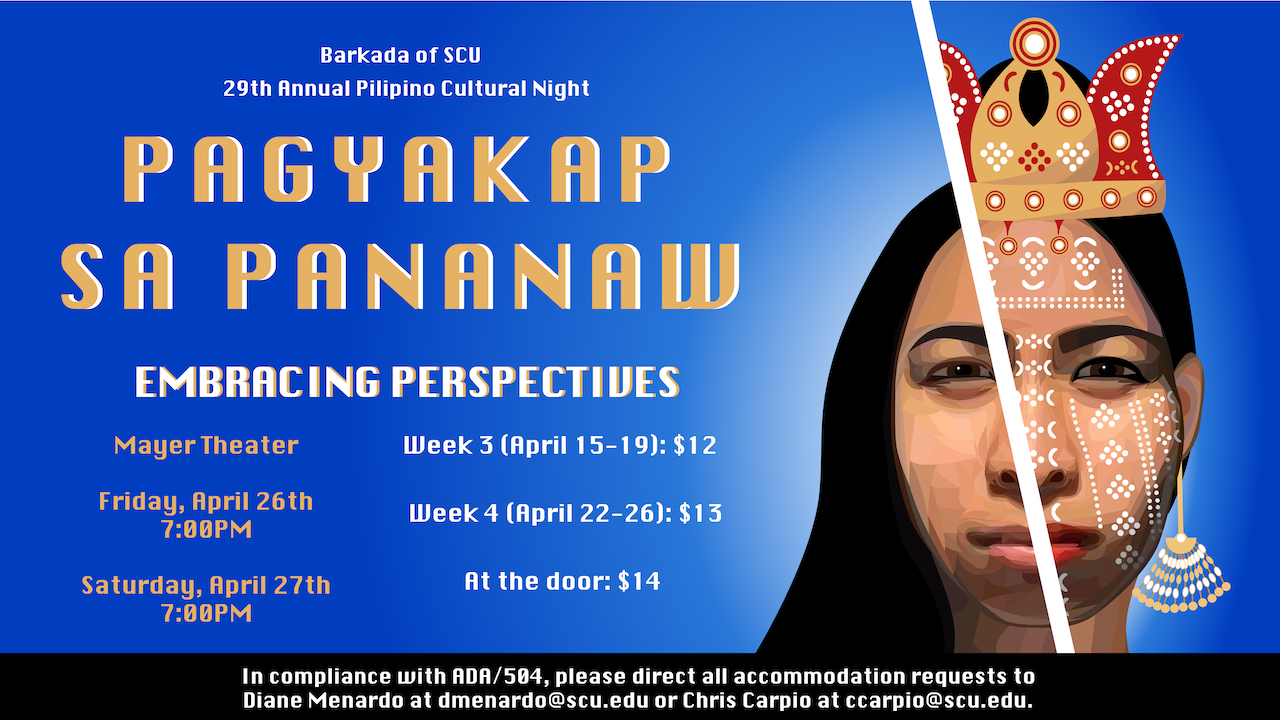 Barkada of SCU
29th Annual Pilipino Cultural Night
PAGYAKAP
SA PANANAW
EMBRACING PERSPECTIVES
Mayer Theater
Friday, April 26th
7:00PM
Saturday, April 27th
7:00PM
Week 3 (April 15-19): $12
Week 4 (April 22-26): $13
At the door: $14
In compliance with ADA/504, please direct all accommodation requests to
Diane Menardo at dmenardo@scu.edu or Chris Carpio at ccarpio@scu.edu.